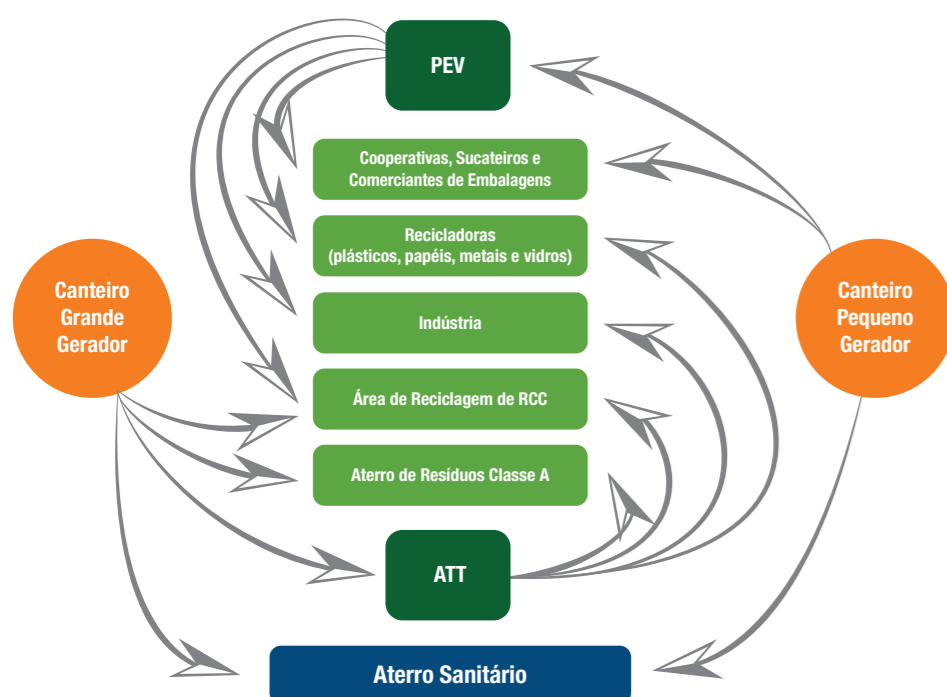 PEV
Cooperativas, Sucateiros e
Comerciantes de Embalagens
Recicladoras
(plásticos, papéis, metais e vidros)
Canteiro
Grande
Gerador
Indústria
Canteiro
Pequeno
Gerador
Área de Reciclagem de RCC
Aterro de Resíduos Classe A
ATT
Aterro Sanitário